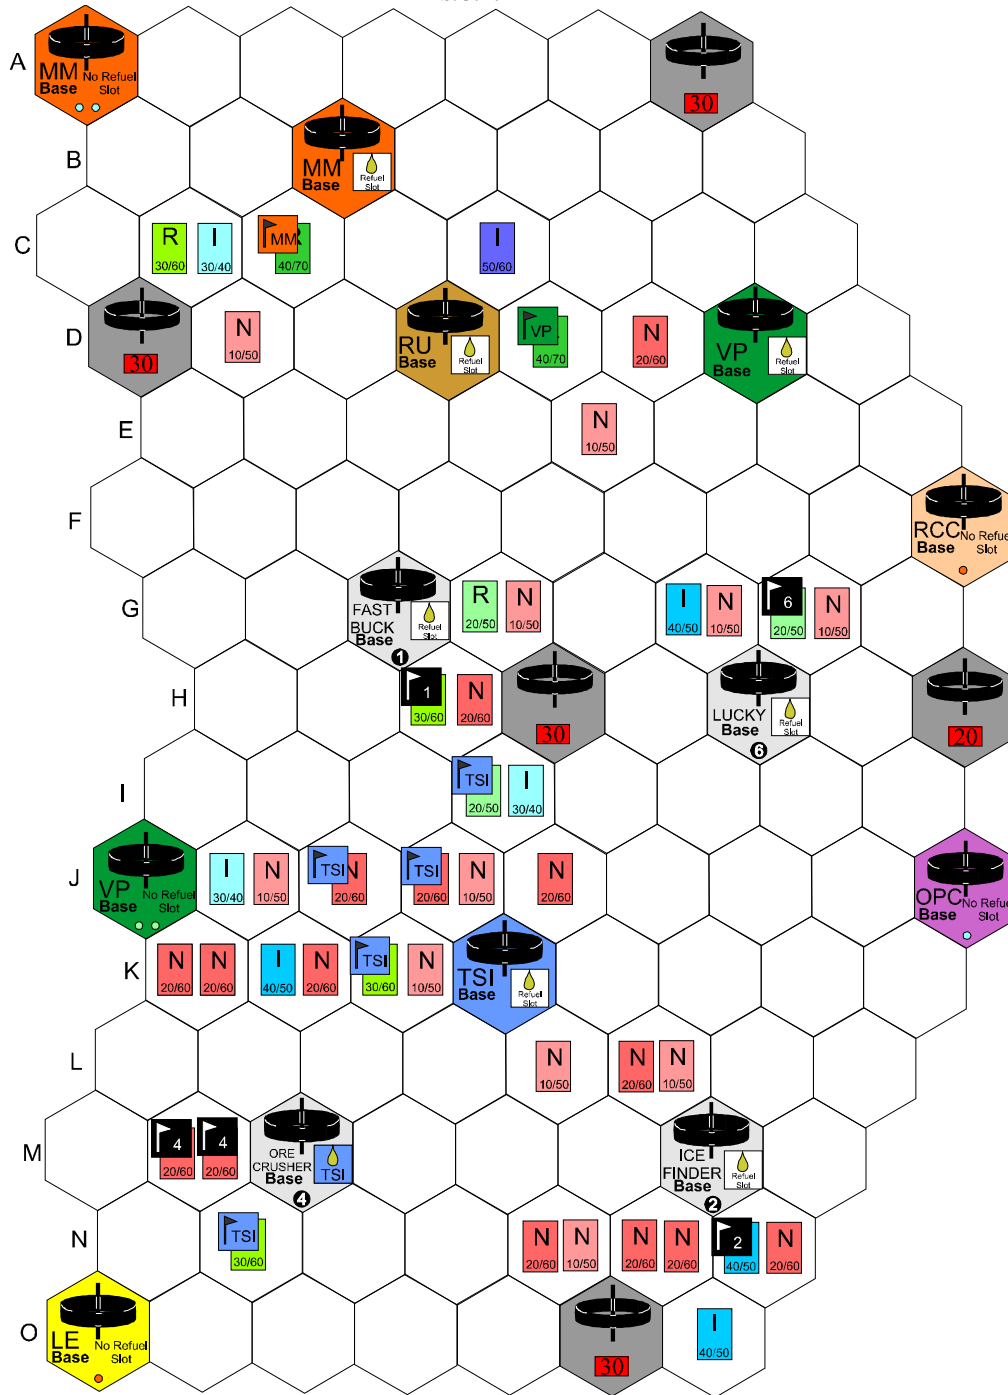 A
MM
Base
No Refuel
Slot
30
B
MM
Base
Refuel
Slot
C
R
30/60
I
30/40
MM
40/70
I
50/60
D
30
N
10/50
RU
Base
Refuel
Slot
VP
40/70
N
20/60
VP
Base
Refuel
Slot
E
N
10/50
F
RCC
Base
No Refue
Slot
G
FAST
BUCK
Base
Refuel
Slot
1
R
20/50
N
10/50
I
40/50
N
10/50
6
20/50
N
10/50
H
1
30/60
N
20/60
30
LUCKY
Base
Refuel
Slot
6
20
I
TSI
20/50
I
30/40
J
VP
Base
No Refuel
Slot
I
30/40
N
10/50
TSI
N
20/60
TSI
20/60
N
10/50
N
20/60
OPC
Base
No Refue
Slot
K
N
20/60
N
20/60
I
40/50
N
20/60
TSI
30/60
N
10/50
TSI
Base
Refuel
Slot
L
N
10/50
N
20/60
N
10/50
M
4
20/60
4
20/60
ORE
CRUSHER
Base
TSI
4
ICE
FINDER
Base
Refuel
Slot
2
N
TSI
30/60
N
20/60
N
10/50
N
20/60
N
20/60
2
40/50
N
20/60
O
LE
Base
No Refuel
Slot
30
I
40/50